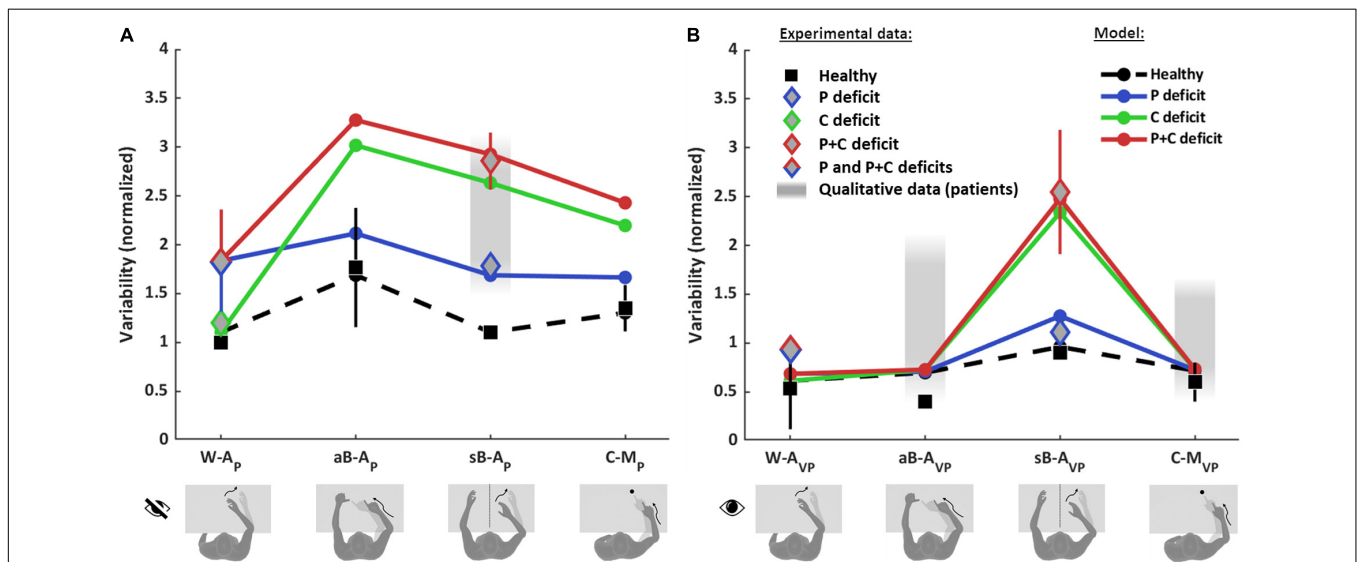 A
Variability (normalized)
4
3.5
3
2.5
2
1.5
1
0.5
0
W-A_P
aB-A_P
sB-A_P
C-M_P
B
Experimental data:
Healthy
P deficit
C deficit
P+C deficit
P and P+C deficits
Qualitative data (patients)
Model:
Healthy
P deficit
C deficit
P+C deficit
Variability (normalized)
4
3.5
3
2.5
2
1.5
1
0.5
0
W-A_VP
aB-A_VP
sB-A_VP
C-M_VP